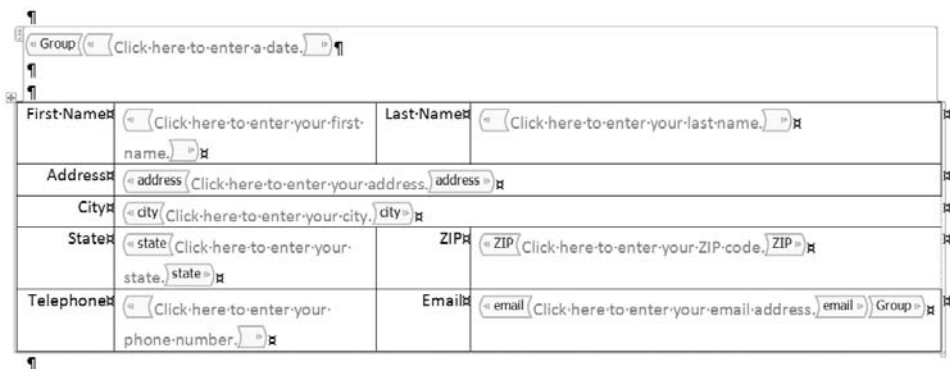 ¶
« Group « Click·here·to·enter·a·date. » ¶
¶
¶
First·Name¤ « Click·here·to·enter·your·first· Last·Name¤ « Click·here·to·enter·your·last·name. » ¤ ¤
name. » ¤
Address¤ « address Click·here·to·enter·your·address. address » ¤ ¤
City¤ « city Click·here·to·enter·your·city. city » ¤ ¤
State¤ « state Click·here·to·enter·your· ZIP¤ « ZIP Click·here·to·enter·your·ZIP·code. ZIP » ¤ ¤
state. state » ¤
Telephone¤ « Click·here·to·enter·your· Email¤ « email Click·here·to·enter·your·email·address. email » Group » ¤ ¤
phone·number. » ¤
¶